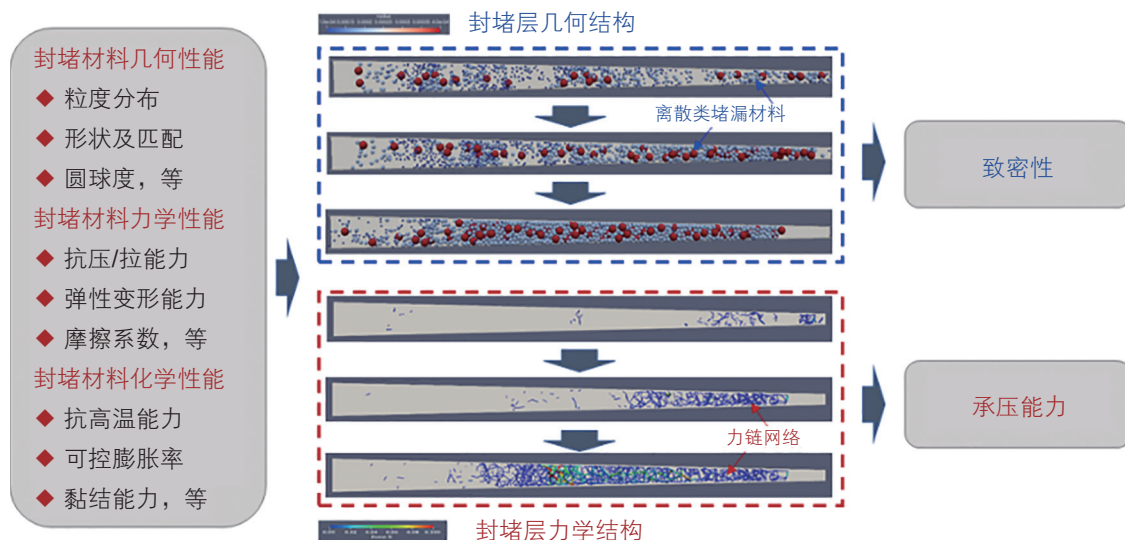 封堵材料几何性能
◆ 粒度分布
◆ 形状及匹配
◆ 圆球度，等
封堵材料力学性能
◆ 抗压/拉能力
◆ 弹性变形能力
◆ 摩擦系数，等
封堵材料化学性能
◆ 抗高温能力
◆ 可控膨胀率
◆ 黏结能力，等
封堵层几何结构
离散类堵漏材料
致密性
力链网络
承压能力
封堵层力学结构